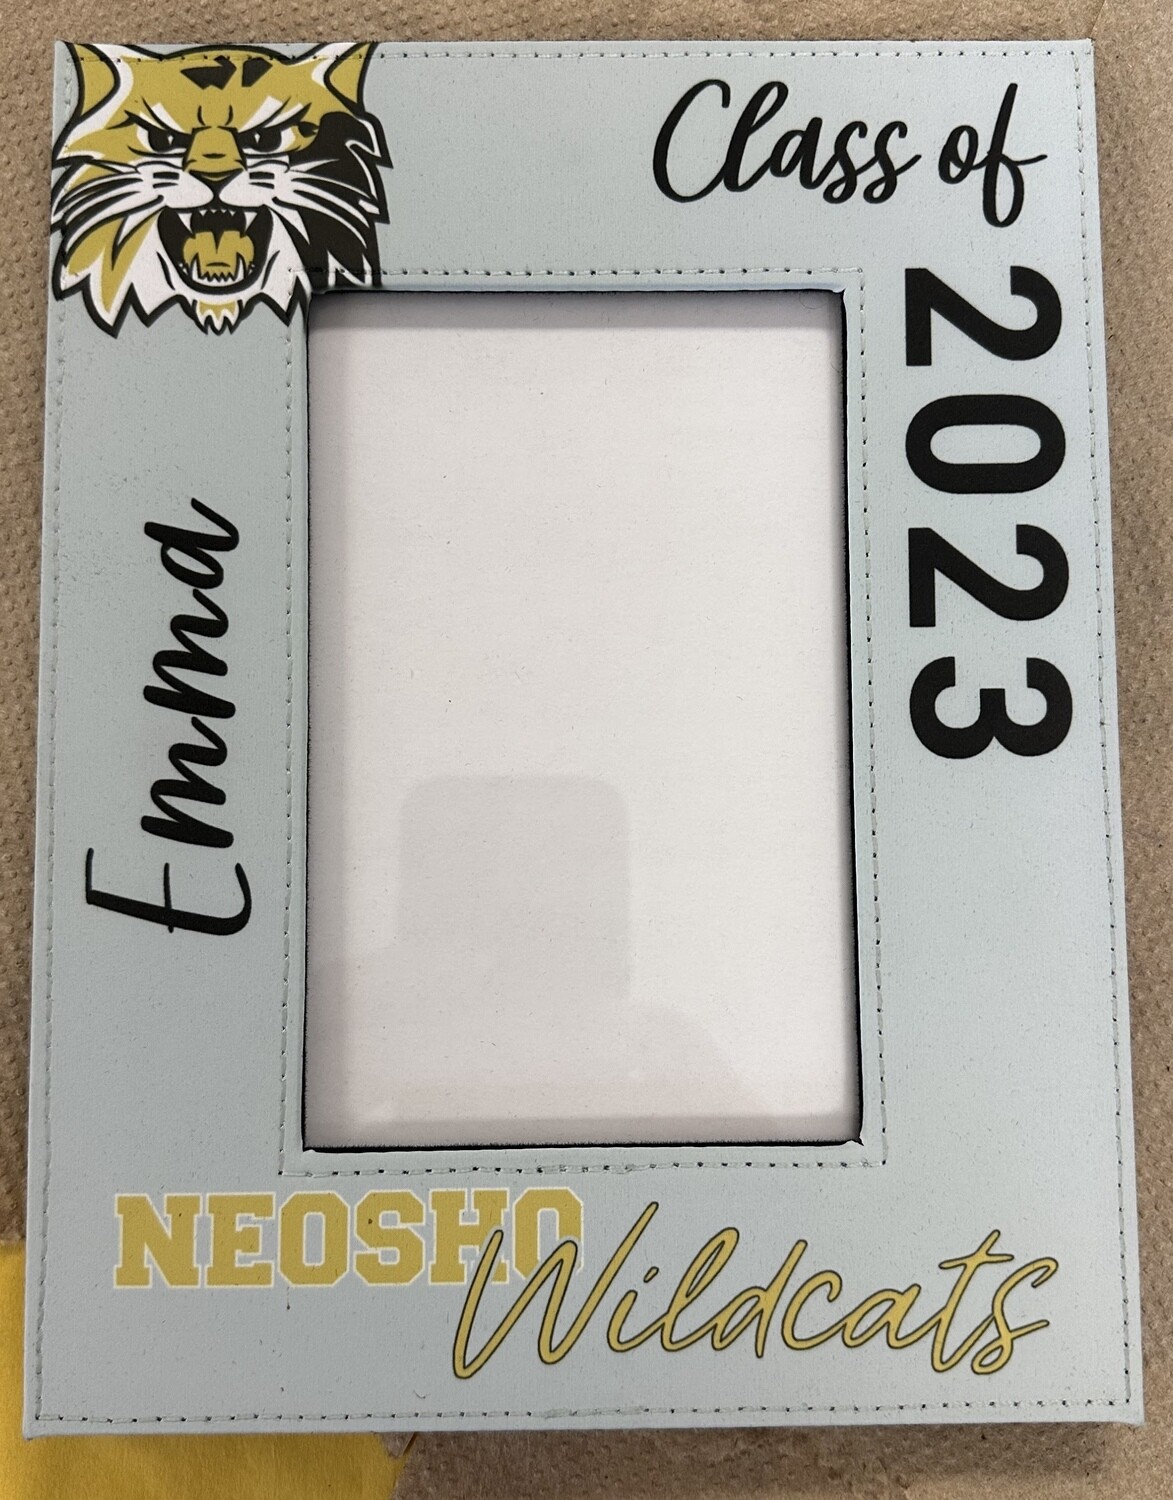 Class of
2023
Emma
NEOSHO
Wildcats